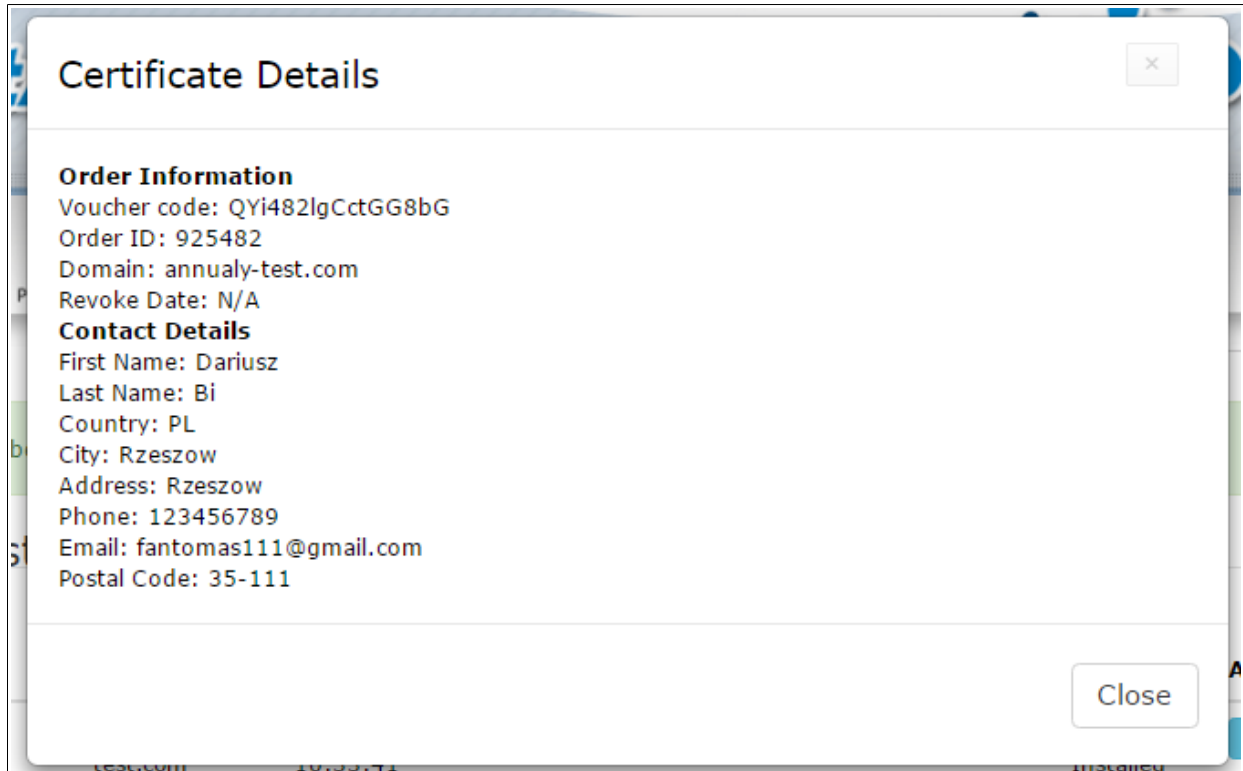 Certificate Details
×
Order Information
Voucher code: QYi482lgCctGG8bG
Order ID: 925482
Domain: annualy-test.com
Revoke Date: N/A
Contact Details
First Name: Dariusz
Last Name: Bi
Country: PL
City: Rzeszow
Address: Rzeszow
Phone: 123456789
Email: fantomas111@gmail.com
Postal Code: 35-111
Close